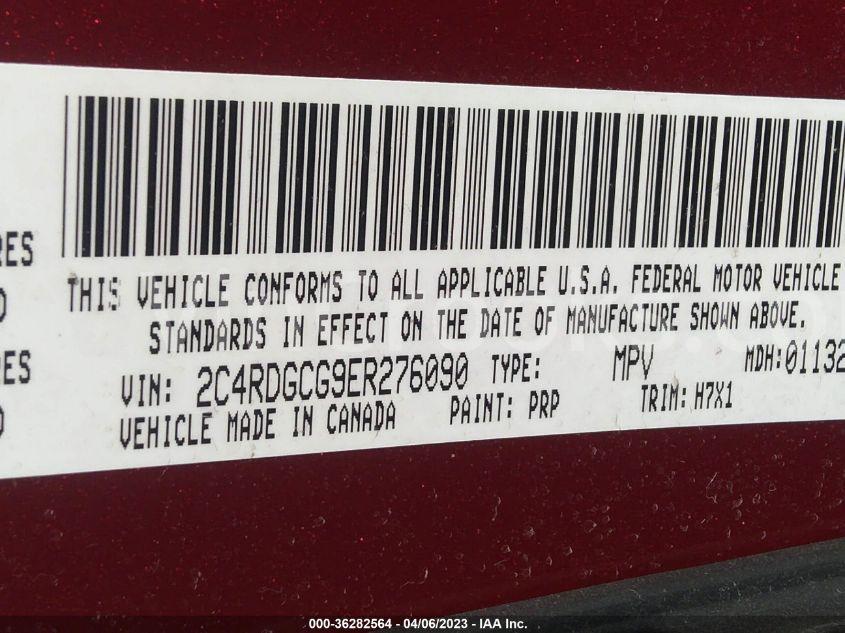 THIS VEHICLE CONFORMS TO ALL APPLICABLE U.S.A. FEDERAL MOTOR VEHICLE
STANDARDS IN EFFECT ON THE DATE OF MANUFACTURE SHOWN ABOVE.
VIN: 2C4RDGCG9ER276090 TYPE: MPV MDH:01132
VEHICLE MADE IN CANADA PAINT: PRP TRIM: H7X1
000-36282564 - 04/06/2023 - IAA Inc.